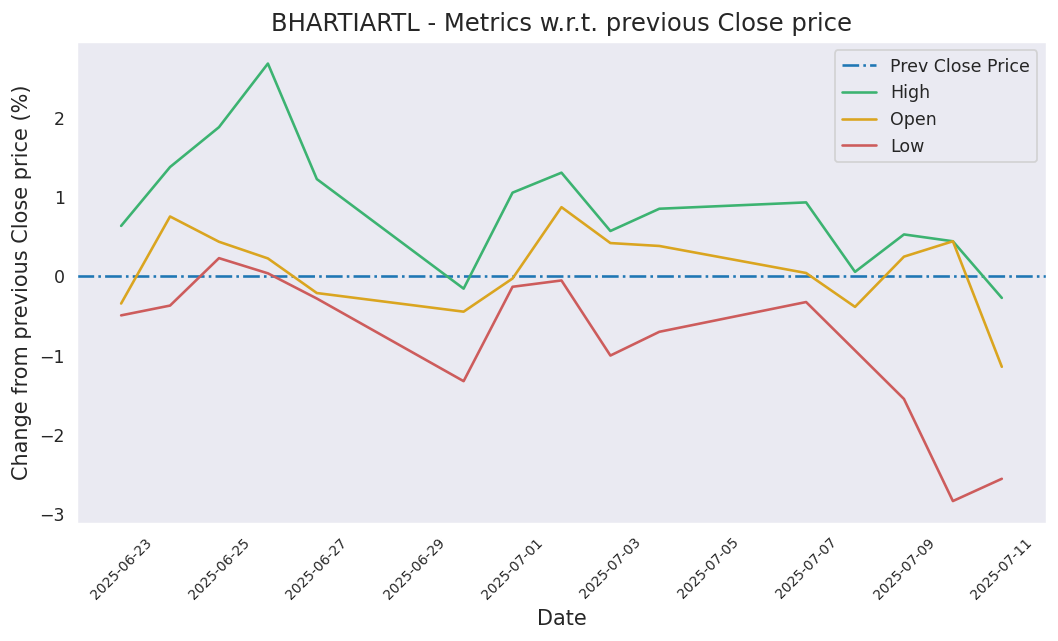 BHARTIARTL - Metrics w.r.t. previous Close price
Prev Close Price
High
Open
Low
Change from previous Close price (%)
2
1
0
−1
−2
−3
2025-06-23
2025-06-25
2025-06-27
2025-06-29
2025-07-01
2025-07-03
2025-07-05
2025-07-07
2025-07-09
2025-07-11
Date